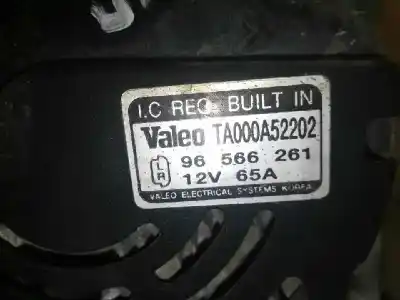 I.C REG. BUILT IN
Valeo TA000A52202
L
R
96 566 261
12V 65A
VALEO ELECTRICAL SYSTEMS KOREA